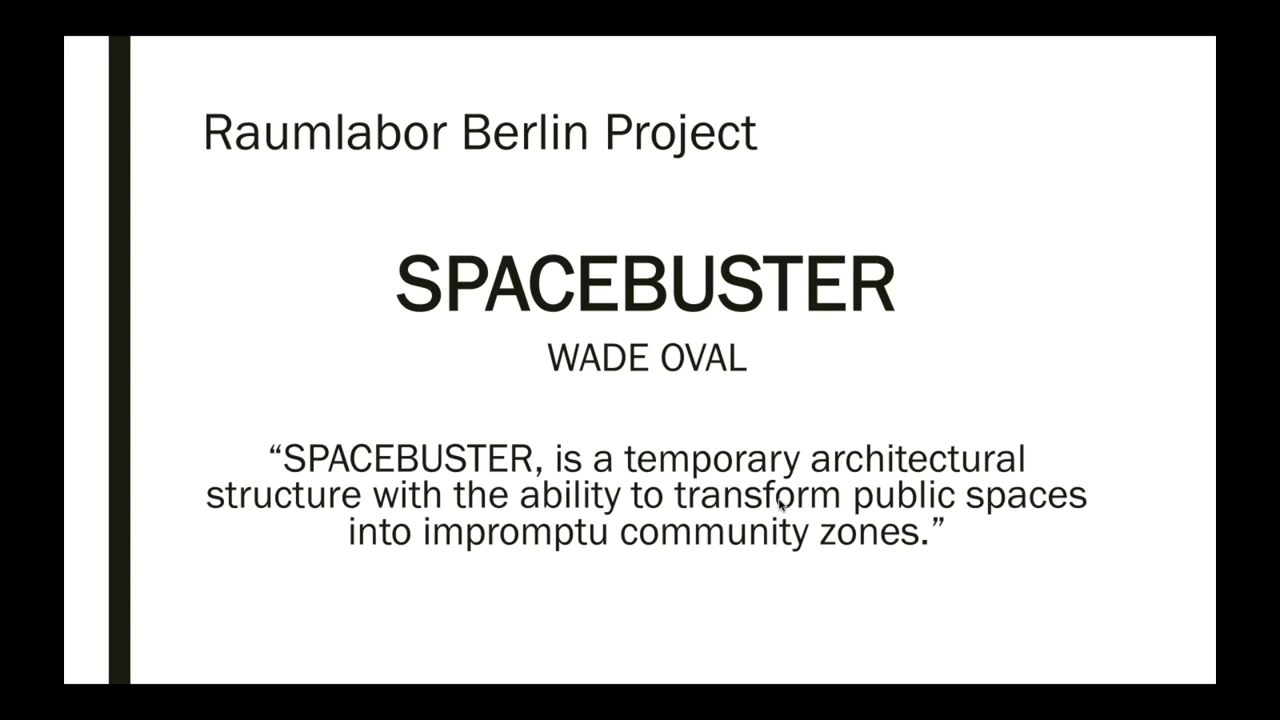 Raumlabor Berlin Project
SPACEBUSTER
WADE OVAL
“SPACEBUSTER, is a temporary architectural
structure with the ability to transform public spaces
into impromptu community zones.”